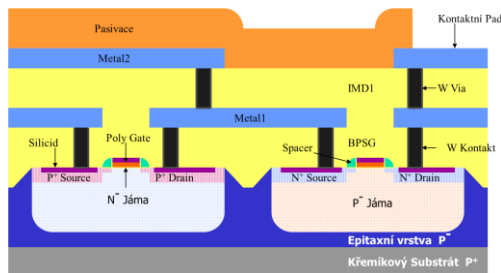 Kontaktní Pad
Pasivace
Metal2
IMD1
W Via
Metal1
Poly Gate
BPSG
Silicid
Spacer
W Kontakt
P+ Source
P+ Drain
N+ Source
N+ Drain
N- Jáma
P- Jáma
Epitaxní vrstva P-
Křemíkový Substrát P+